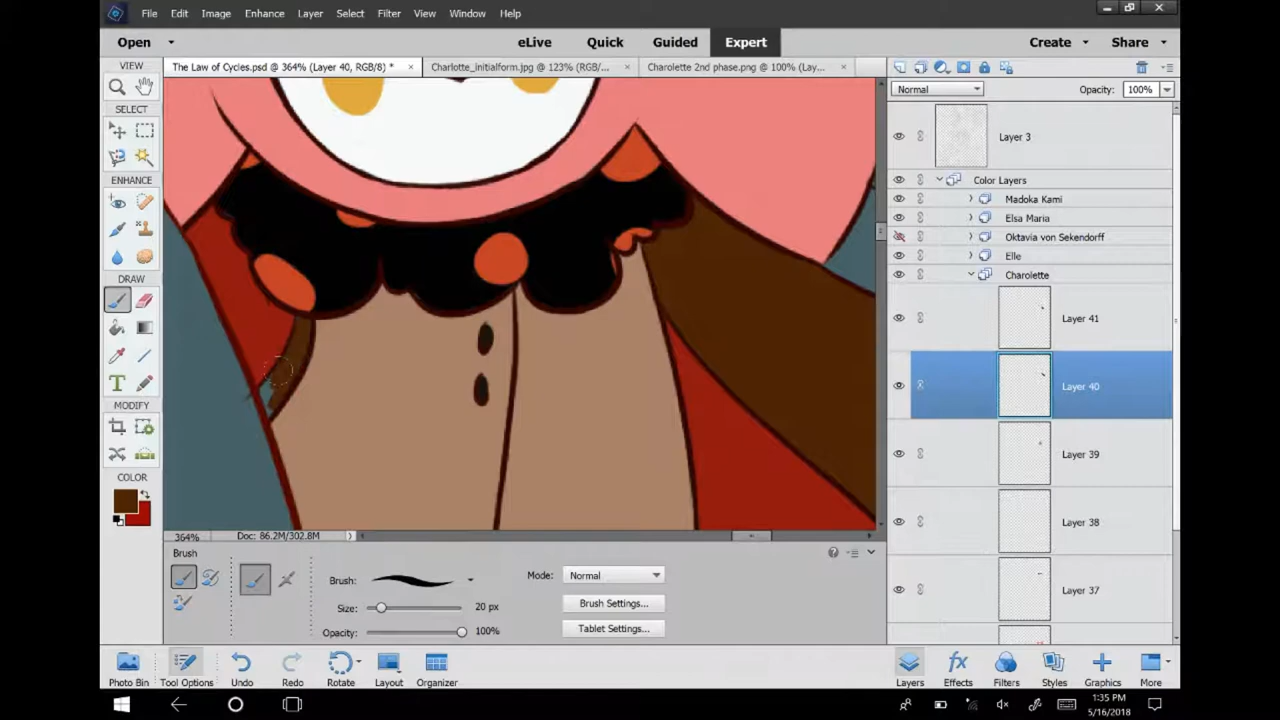 File Edit Image Enhance Layer Select Filter View Window Help
Open eLive Quick Guided Expert Create Share
VIEW
The Law of Cycles.psd @ 364% (Layer 40, RGB/8) * × Charlotte_initialform.jpg @ 123% (RGB/... × Charolette 2nd phase.png @ 100% (Lay... ×
Normal Opacity: 100%
SELECT
Layer 3
ENHANCE
Color Layers
Madoka Kami
Elsa Maria
Oktavia von Sekendorff
Elle
Charolette
DRAW
Layer 41
T
Layer 40
MODIFY
Layer 39
COLOR
Layer 38
364% Doc: 86.2M/302.8M
Brush
Brush: Mode: Normal
Layer 37
Size: 20 px Brush Settings...
Opacity: 100% Tablet Settings...
Photo Bin Tool Options Undo Redo Rotate Layout Organizer Layers Effects Filters Styles Graphics More
1:35 PM
5/16/2018